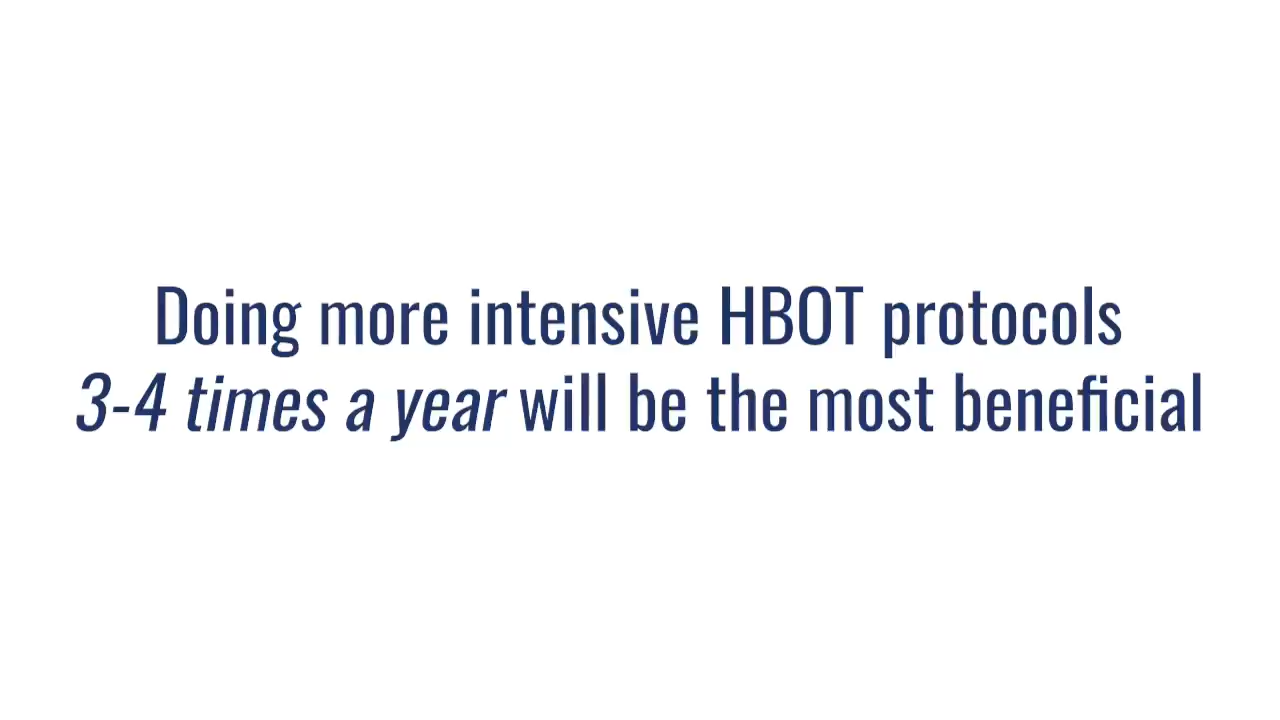 Doing more intensive HBOT protocols
3-4 times a year will be the most beneficial